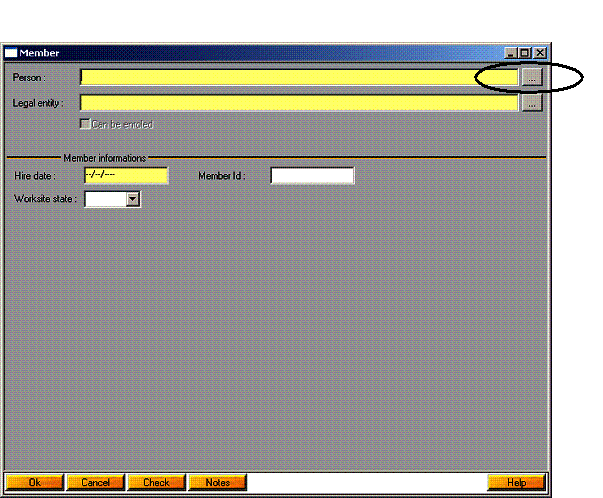 Member
Person :
...
Legal entity :
...
Can be enroled
Member informations
Hire date : --/--/---- Member Id :
Worksite state :
Ok Cancel Check Notes Help